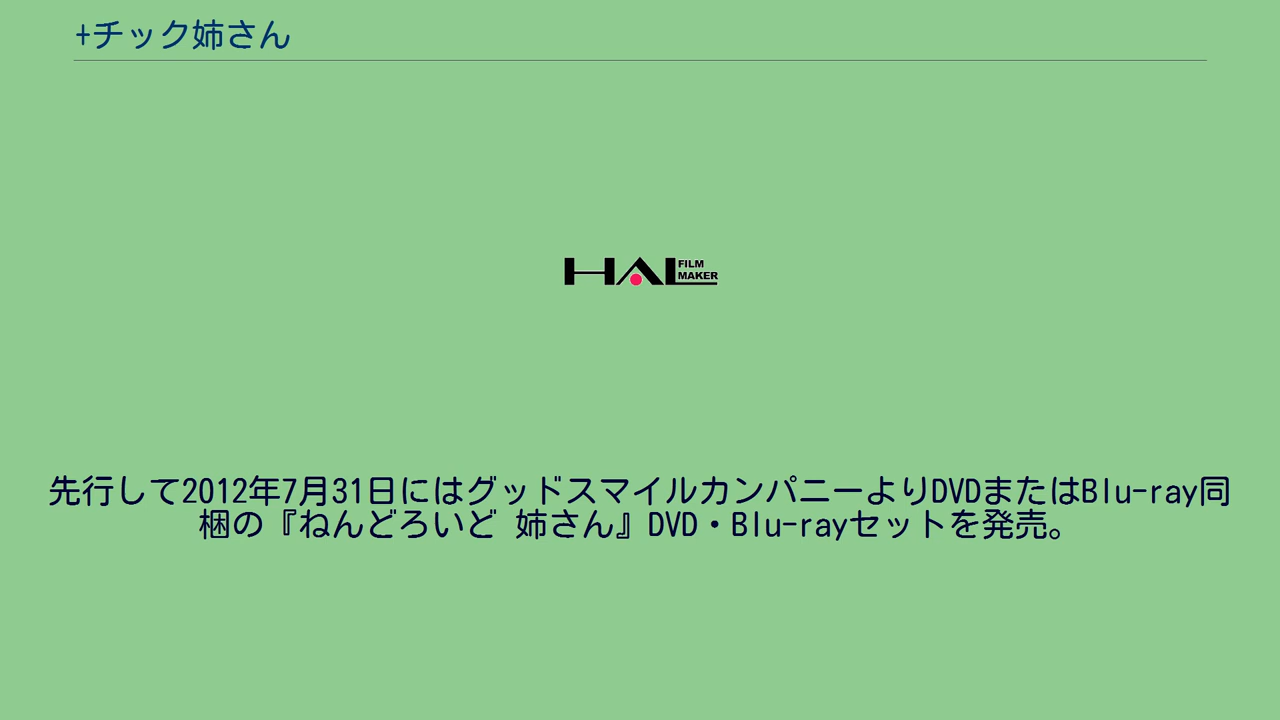 +チック姉さん
HAL FILM
MAKER
先行して2012年7月31日にはグッドスマイルカンパニーよりDVDまたはBlu-ray同
梱の『ねんどろいど 姉さん』DVD・Blu-rayセットを発売。